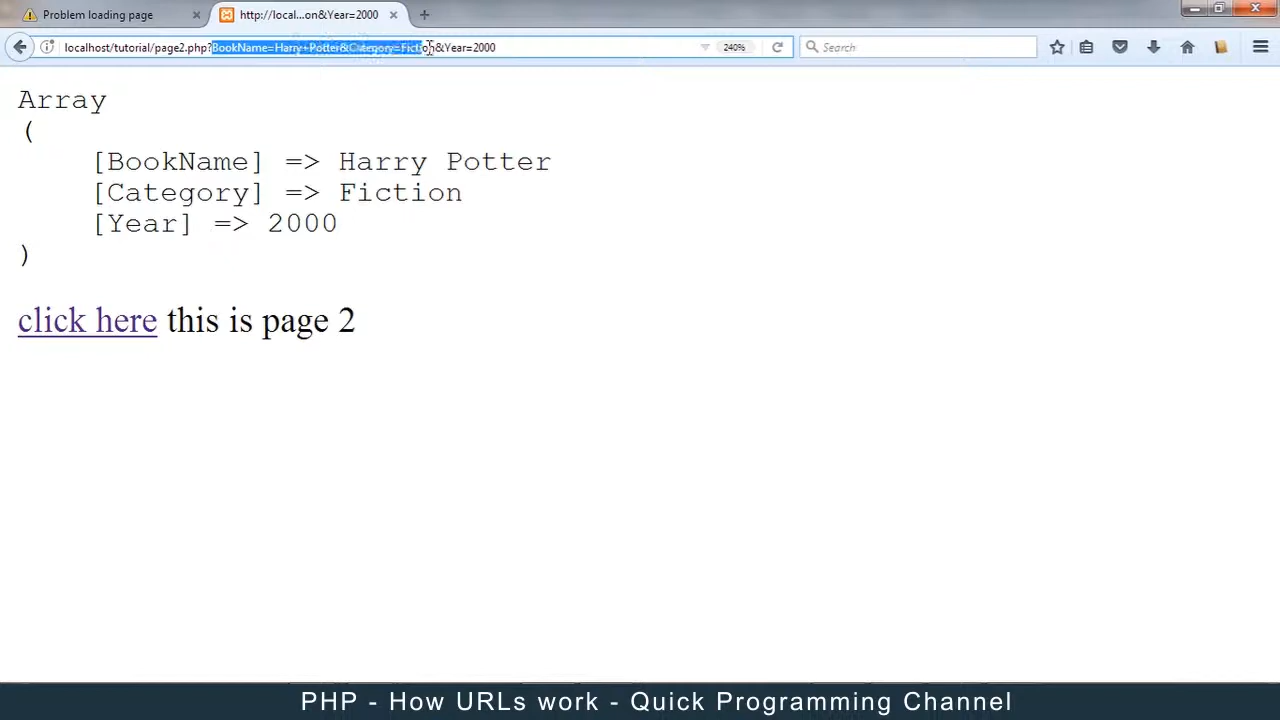 Problem loading page
http://local...on&Year=2000
localhost/tutorial/page2.php?BookName=Harry+Potter&Category=Fiction&Year=2000
240%
Search
Array
(
[BookName] => Harry Potter
[Category] => Fiction
[Year] => 2000
)
click here this is page 2
PHP - How URLs work - Quick Programming Channel